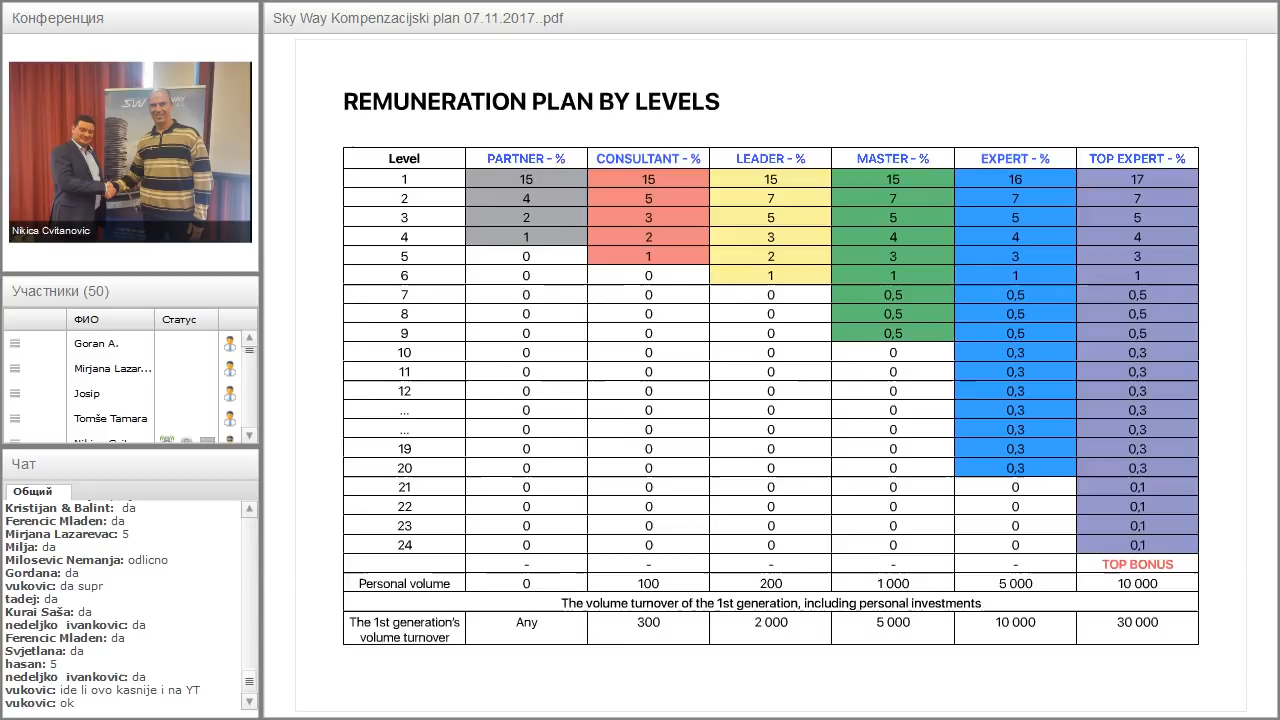 Конференция
SW WAY
Nikica Cvitanovic
Участники (50)
ФИО Статус
Goran A.
Mirjana Lazar...
Josip
Tomše Tamara
Чат
Общий
Kristijan & Balint: da
Ferencic Mladen: da
Mirjana Lazarevac: 5
Milja: da
Milosevic Nemanja: odlicno
Gordana: da
vukovic: da supr
tadej: da
Kurai Saša: da
nedeljko ivankovic: da
Ferencic Mladen: da
Svjetlana: da
hasan: 5
nedeljko ivankovic: da
vukovic: ide li ovo kasnije i na YT
vukovic: ok
Sky Way Kompenzacijski plan 07.11.2017..pdf
REMUNERATION PLAN BY LEVELS
Level PARTNER - % CONSULTANT - % LEADER - % MASTER - % EXPERT - % TOP EXPERT - %
1 15 15 15 15 16 17
2 4 5 7 7 7 7
3 2 3 5 5 5 5
4 1 2 3 4 4 4
5 0 1 2 3 3 3
6 0 0 1 1 1 1
7 0 0 0 0,5 0,5 0,5
8 0 0 0 0,5 0,5 0,5
9 0 0 0 0,5 0,5 0,5
10 0 0 0 0 0,3 0,3
11 0 0 0 0 0,3 0,3
12 0 0 0 0 0,3 0,3
... 0 0 0 0 0,3 0,3
... 0 0 0 0 0,3 0,3
19 0 0 0 0 0,3 0,3
20 0 0 0 0 0,3 0,3
21 0 0 0 0 0 0,1
22 0 0 0 0 0 0,1
23 0 0 0 0 0 0,1
24 0 0 0 0 0 0,1
- - - - - TOP BONUS
Personal volume 0 100 200 1 000 5 000 10 000
The volume turnover of the 1st generation, including personal investments
The 1st generation's Any 300 2 000 5 000 10 000 30 000
volume turnover